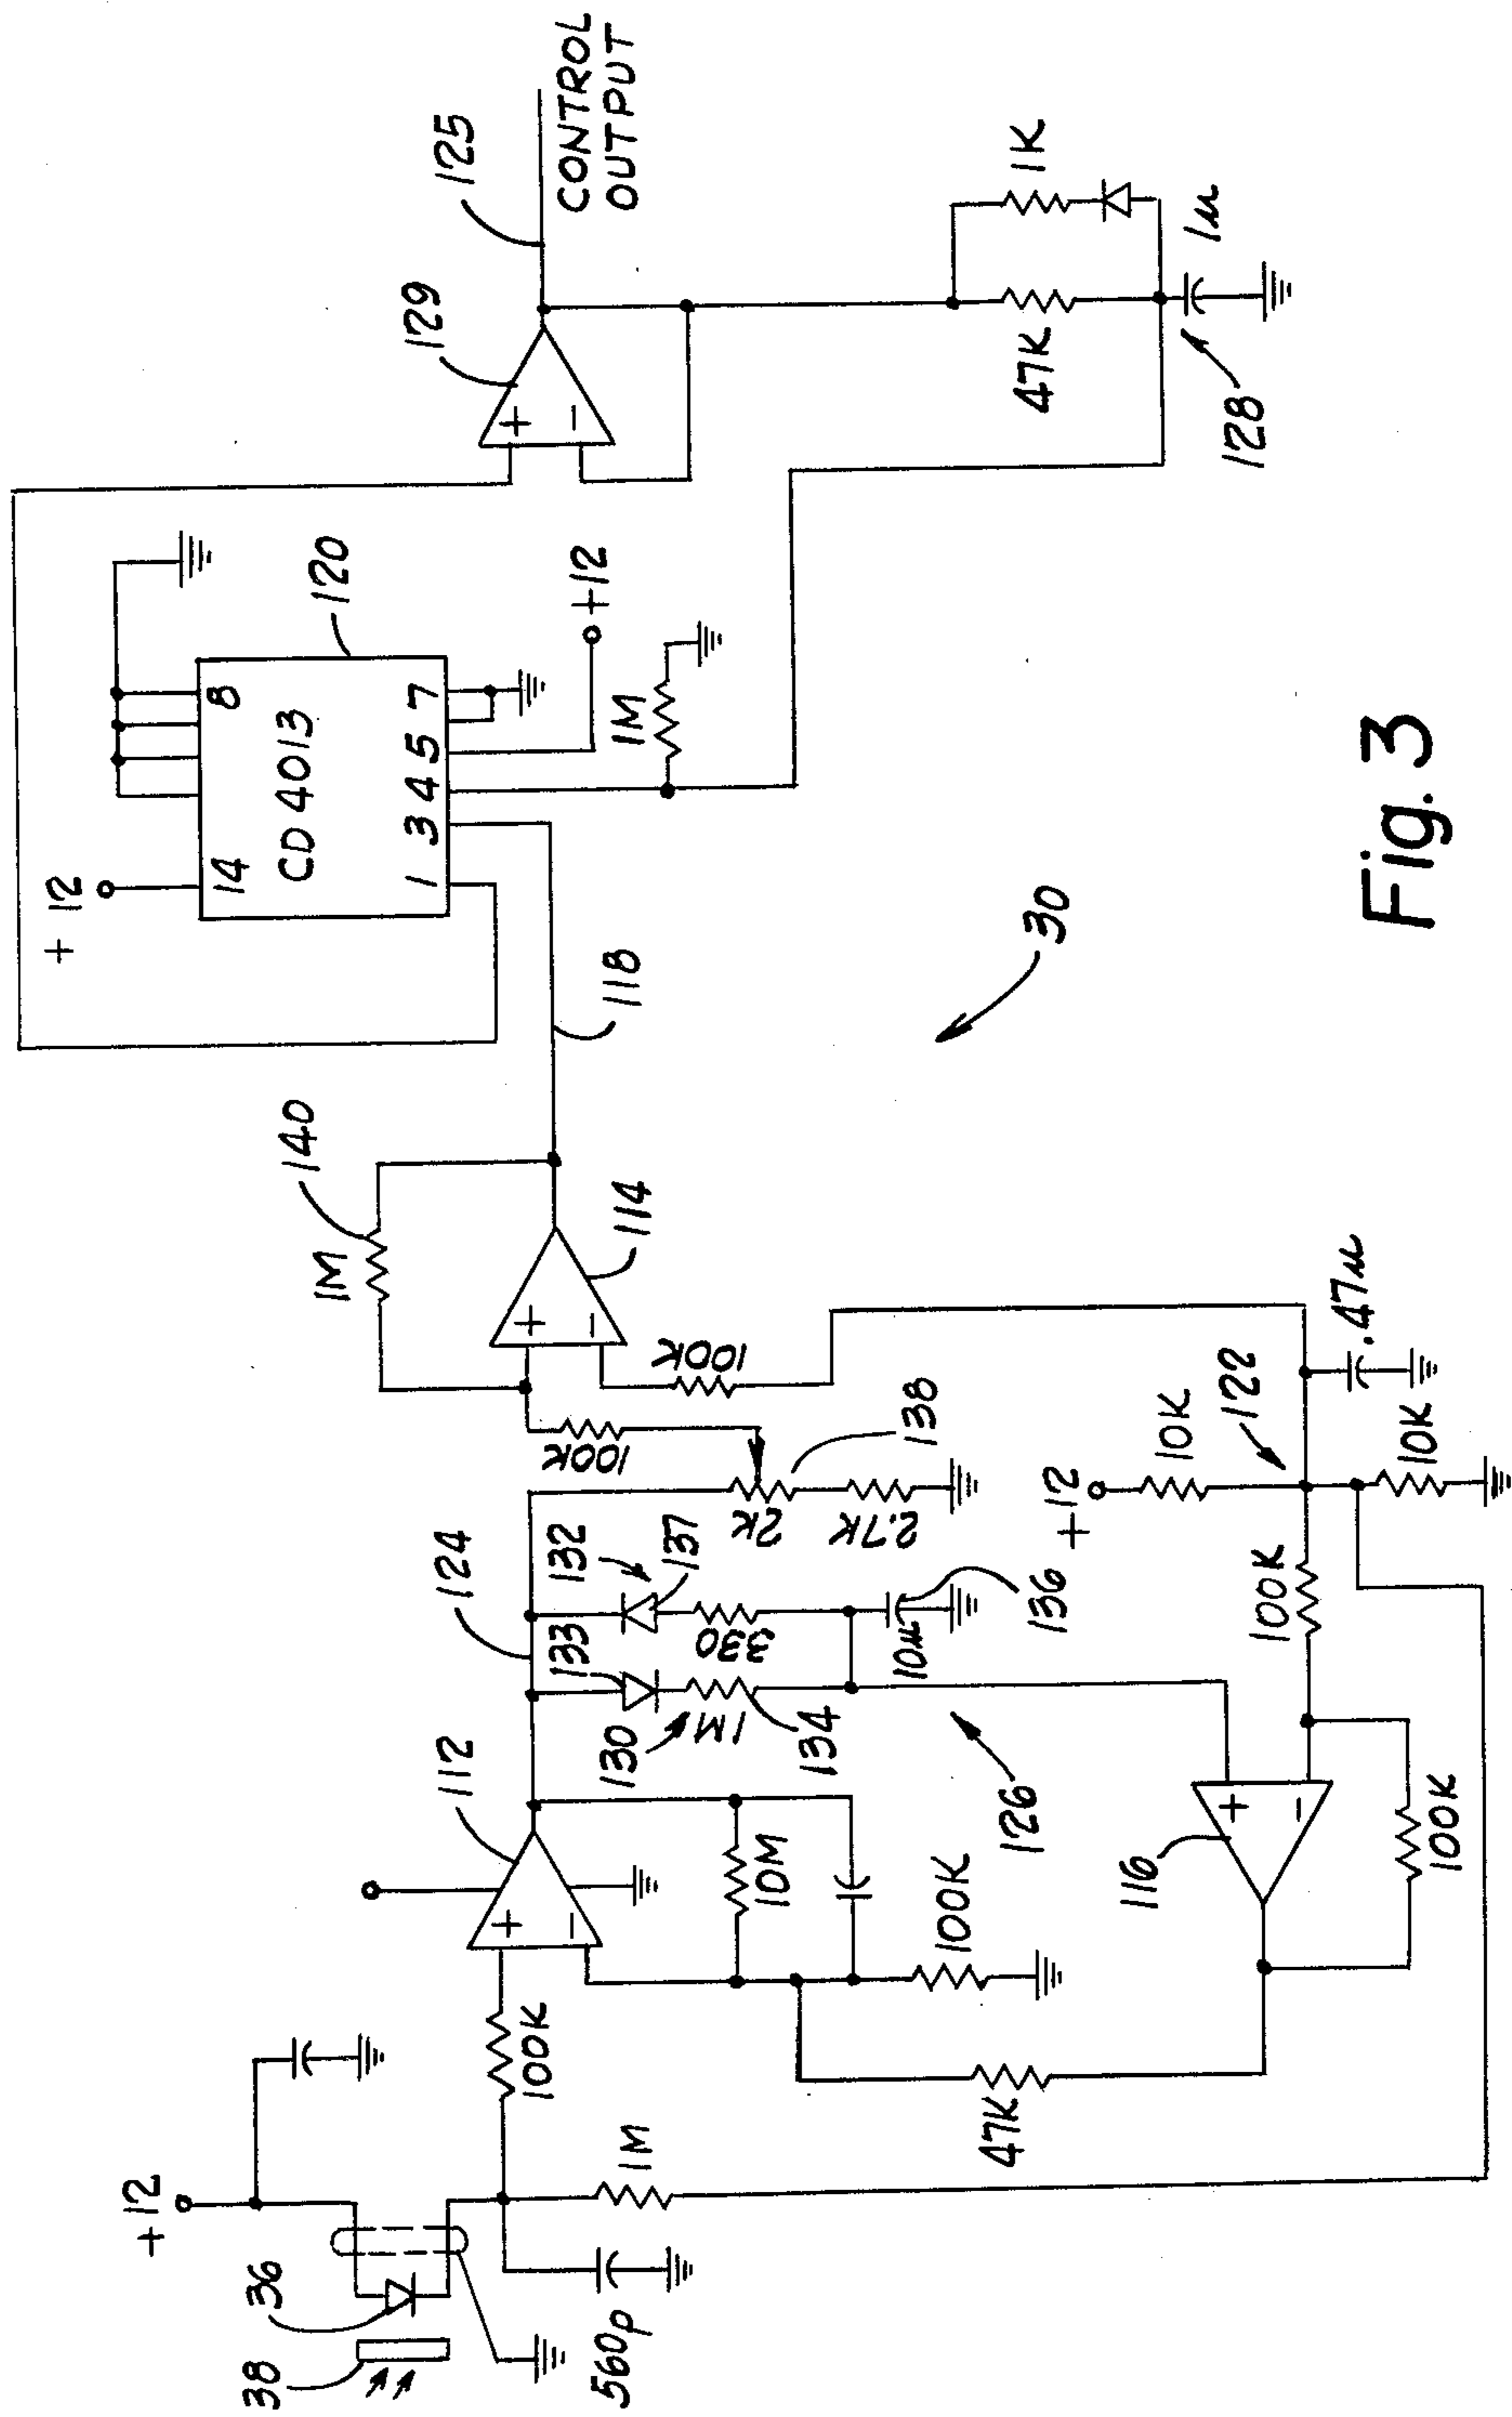 +12
36
38
560p
1M
100K
112
10M
100K
47K
116
100K
126
124
130
133
132
137
1M
134
330
10μ
136
2K
2.7K
138
100K
100K
+
-
114
1M
140
118
+12
10K
122
10K
.47μ
100K
+12
14
8
CD4013
1 3 4 5 7
120
+12
1M
129
125
CONTROL
OUTPUT
47K
1K
1μ
128
30
Fig. 3
+
-
+
-
+
-